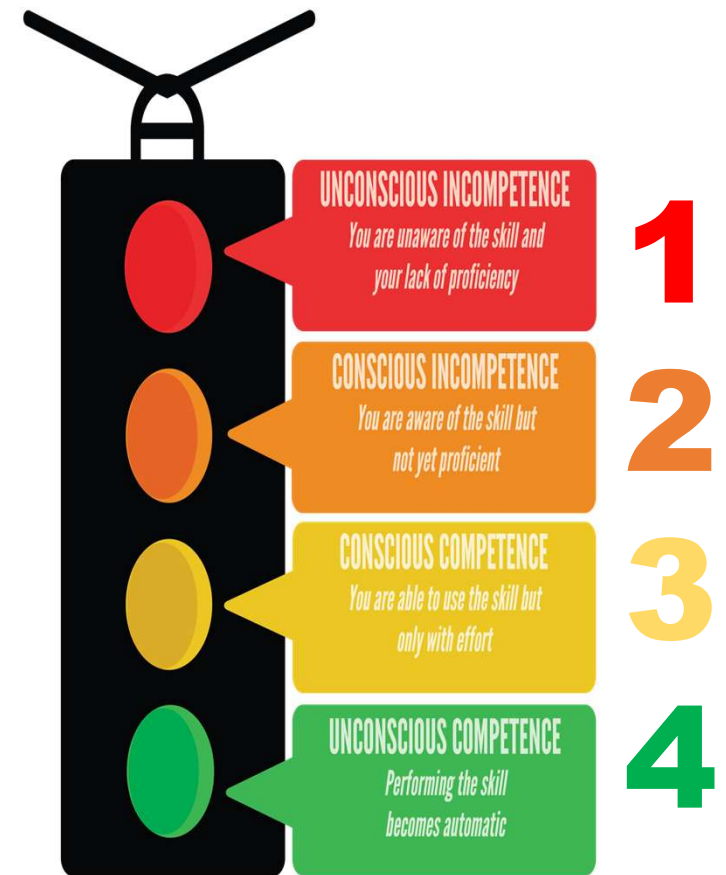 UNCONSCIOUS INCOMPETENCE
You are unaware of the skill and
your lack of proficiency
1
CONSCIOUS INCOMPETENCE
You are aware of the skill but
not yet proficient
2
CONSCIOUS COMPETENCE
You are able to use the skill but
only with effort
3
UNCONSCIOUS COMPETENCE
Performing the skill
becomes automatic
4